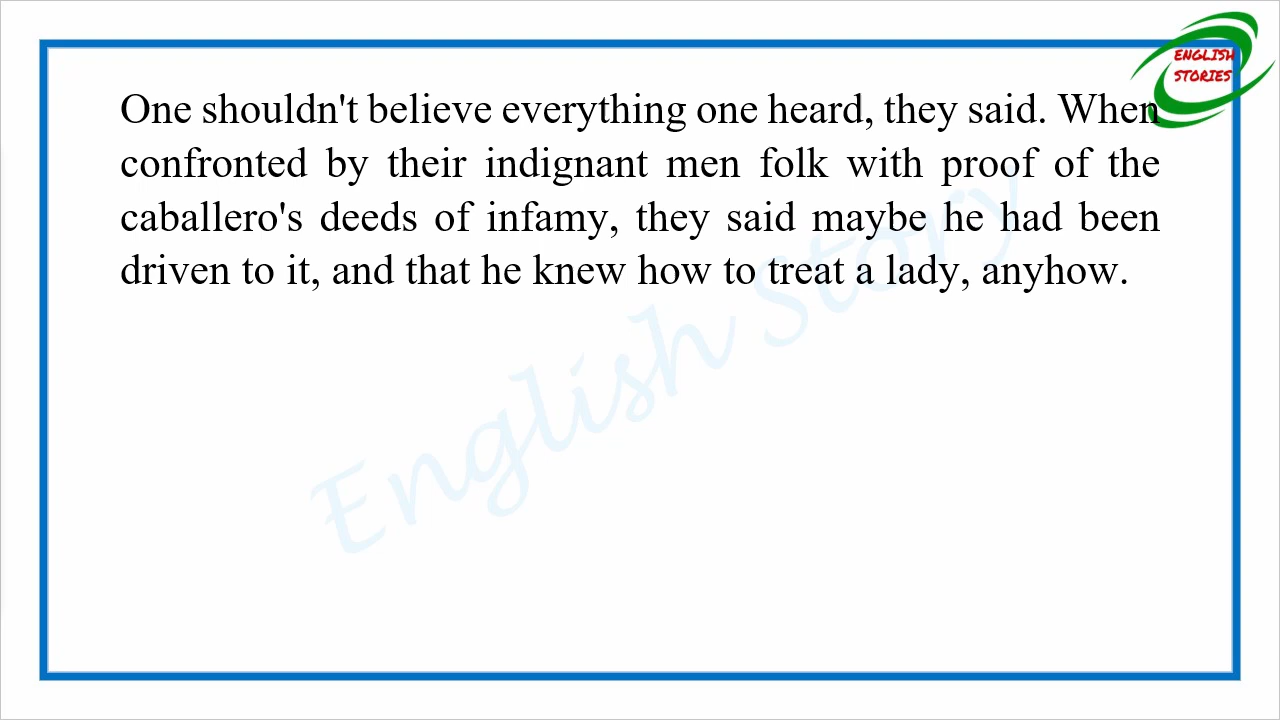 ENGLISH
STORIES
One shouldn't believe everything one heard, they said. When
confronted by their indignant men folk with proof of the
caballero's deeds of infamy, they said maybe he had been
driven to it, and that he knew how to treat a lady, anyhow.
English Story